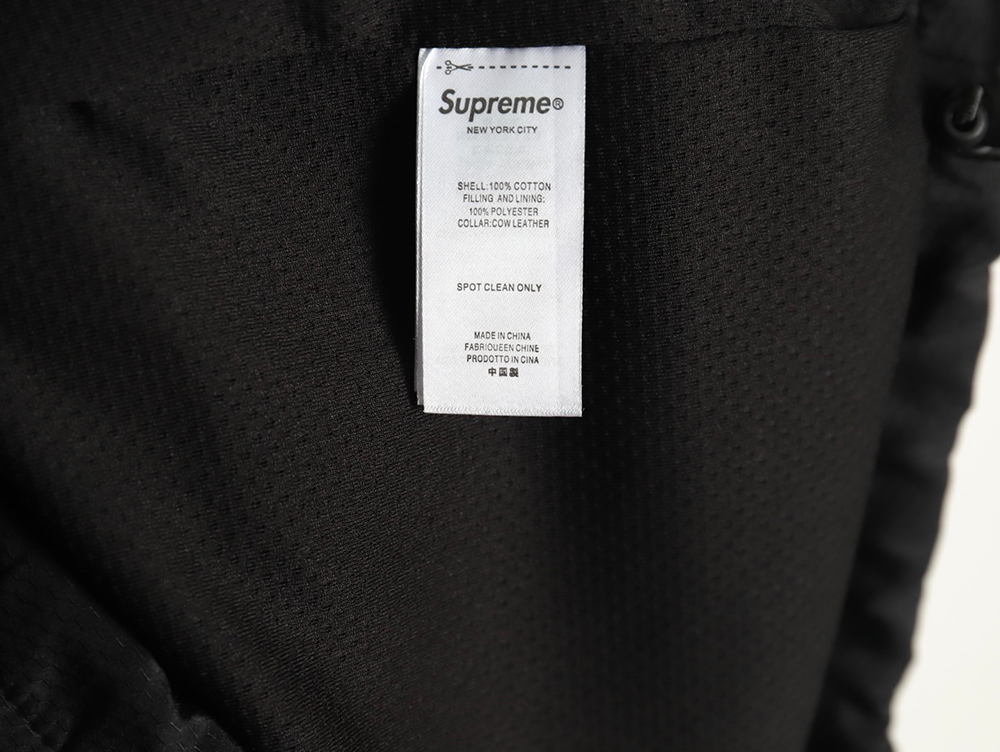 Supreme®
NEW YORK CITY
SHELL:100% COTTON
FILLING AND LINING:
100% POLYESTER
COLLAR:COW LEATHER
SPOT CLEAN ONLY
MADE IN CHINA
FABRIOUEEN CHINE
PRODOTTO IN CINA
中国製